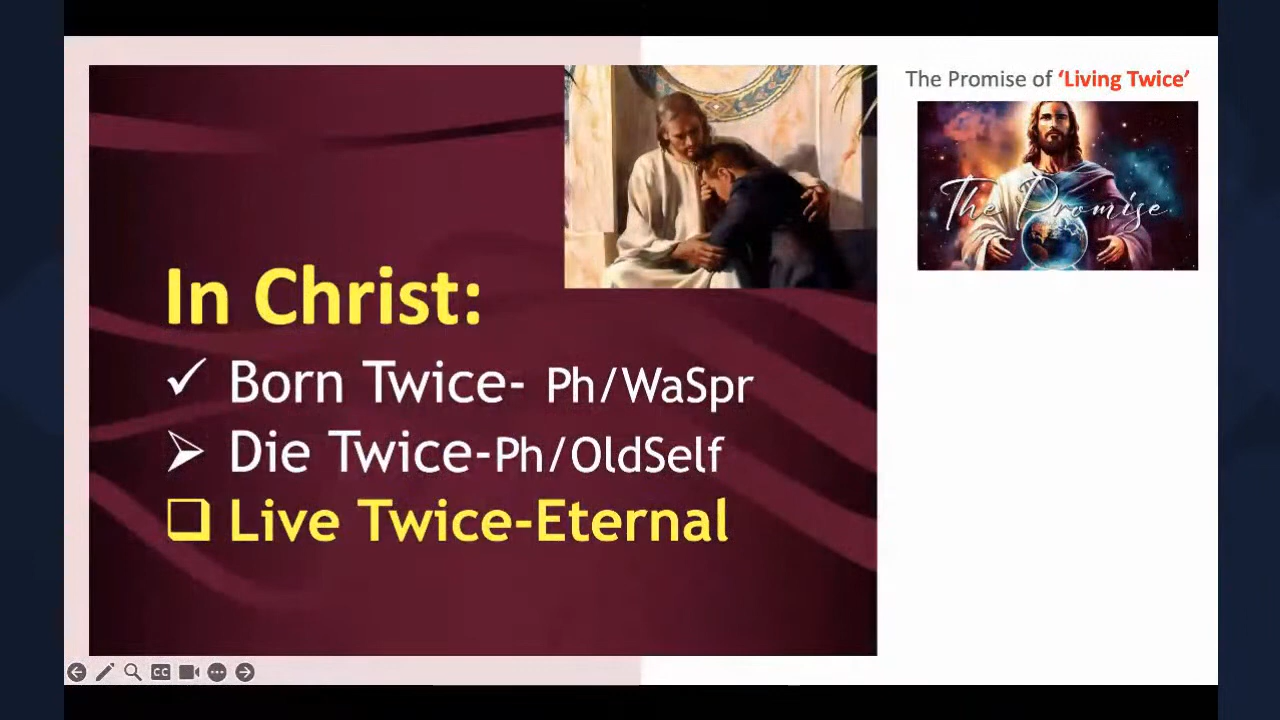 In Christ:
Born Twice- Ph/WaSpr
Die Twice-Ph/OldSelf
Live Twice-Eternal
The Promise of ‘Living Twice’
The Promise
CC